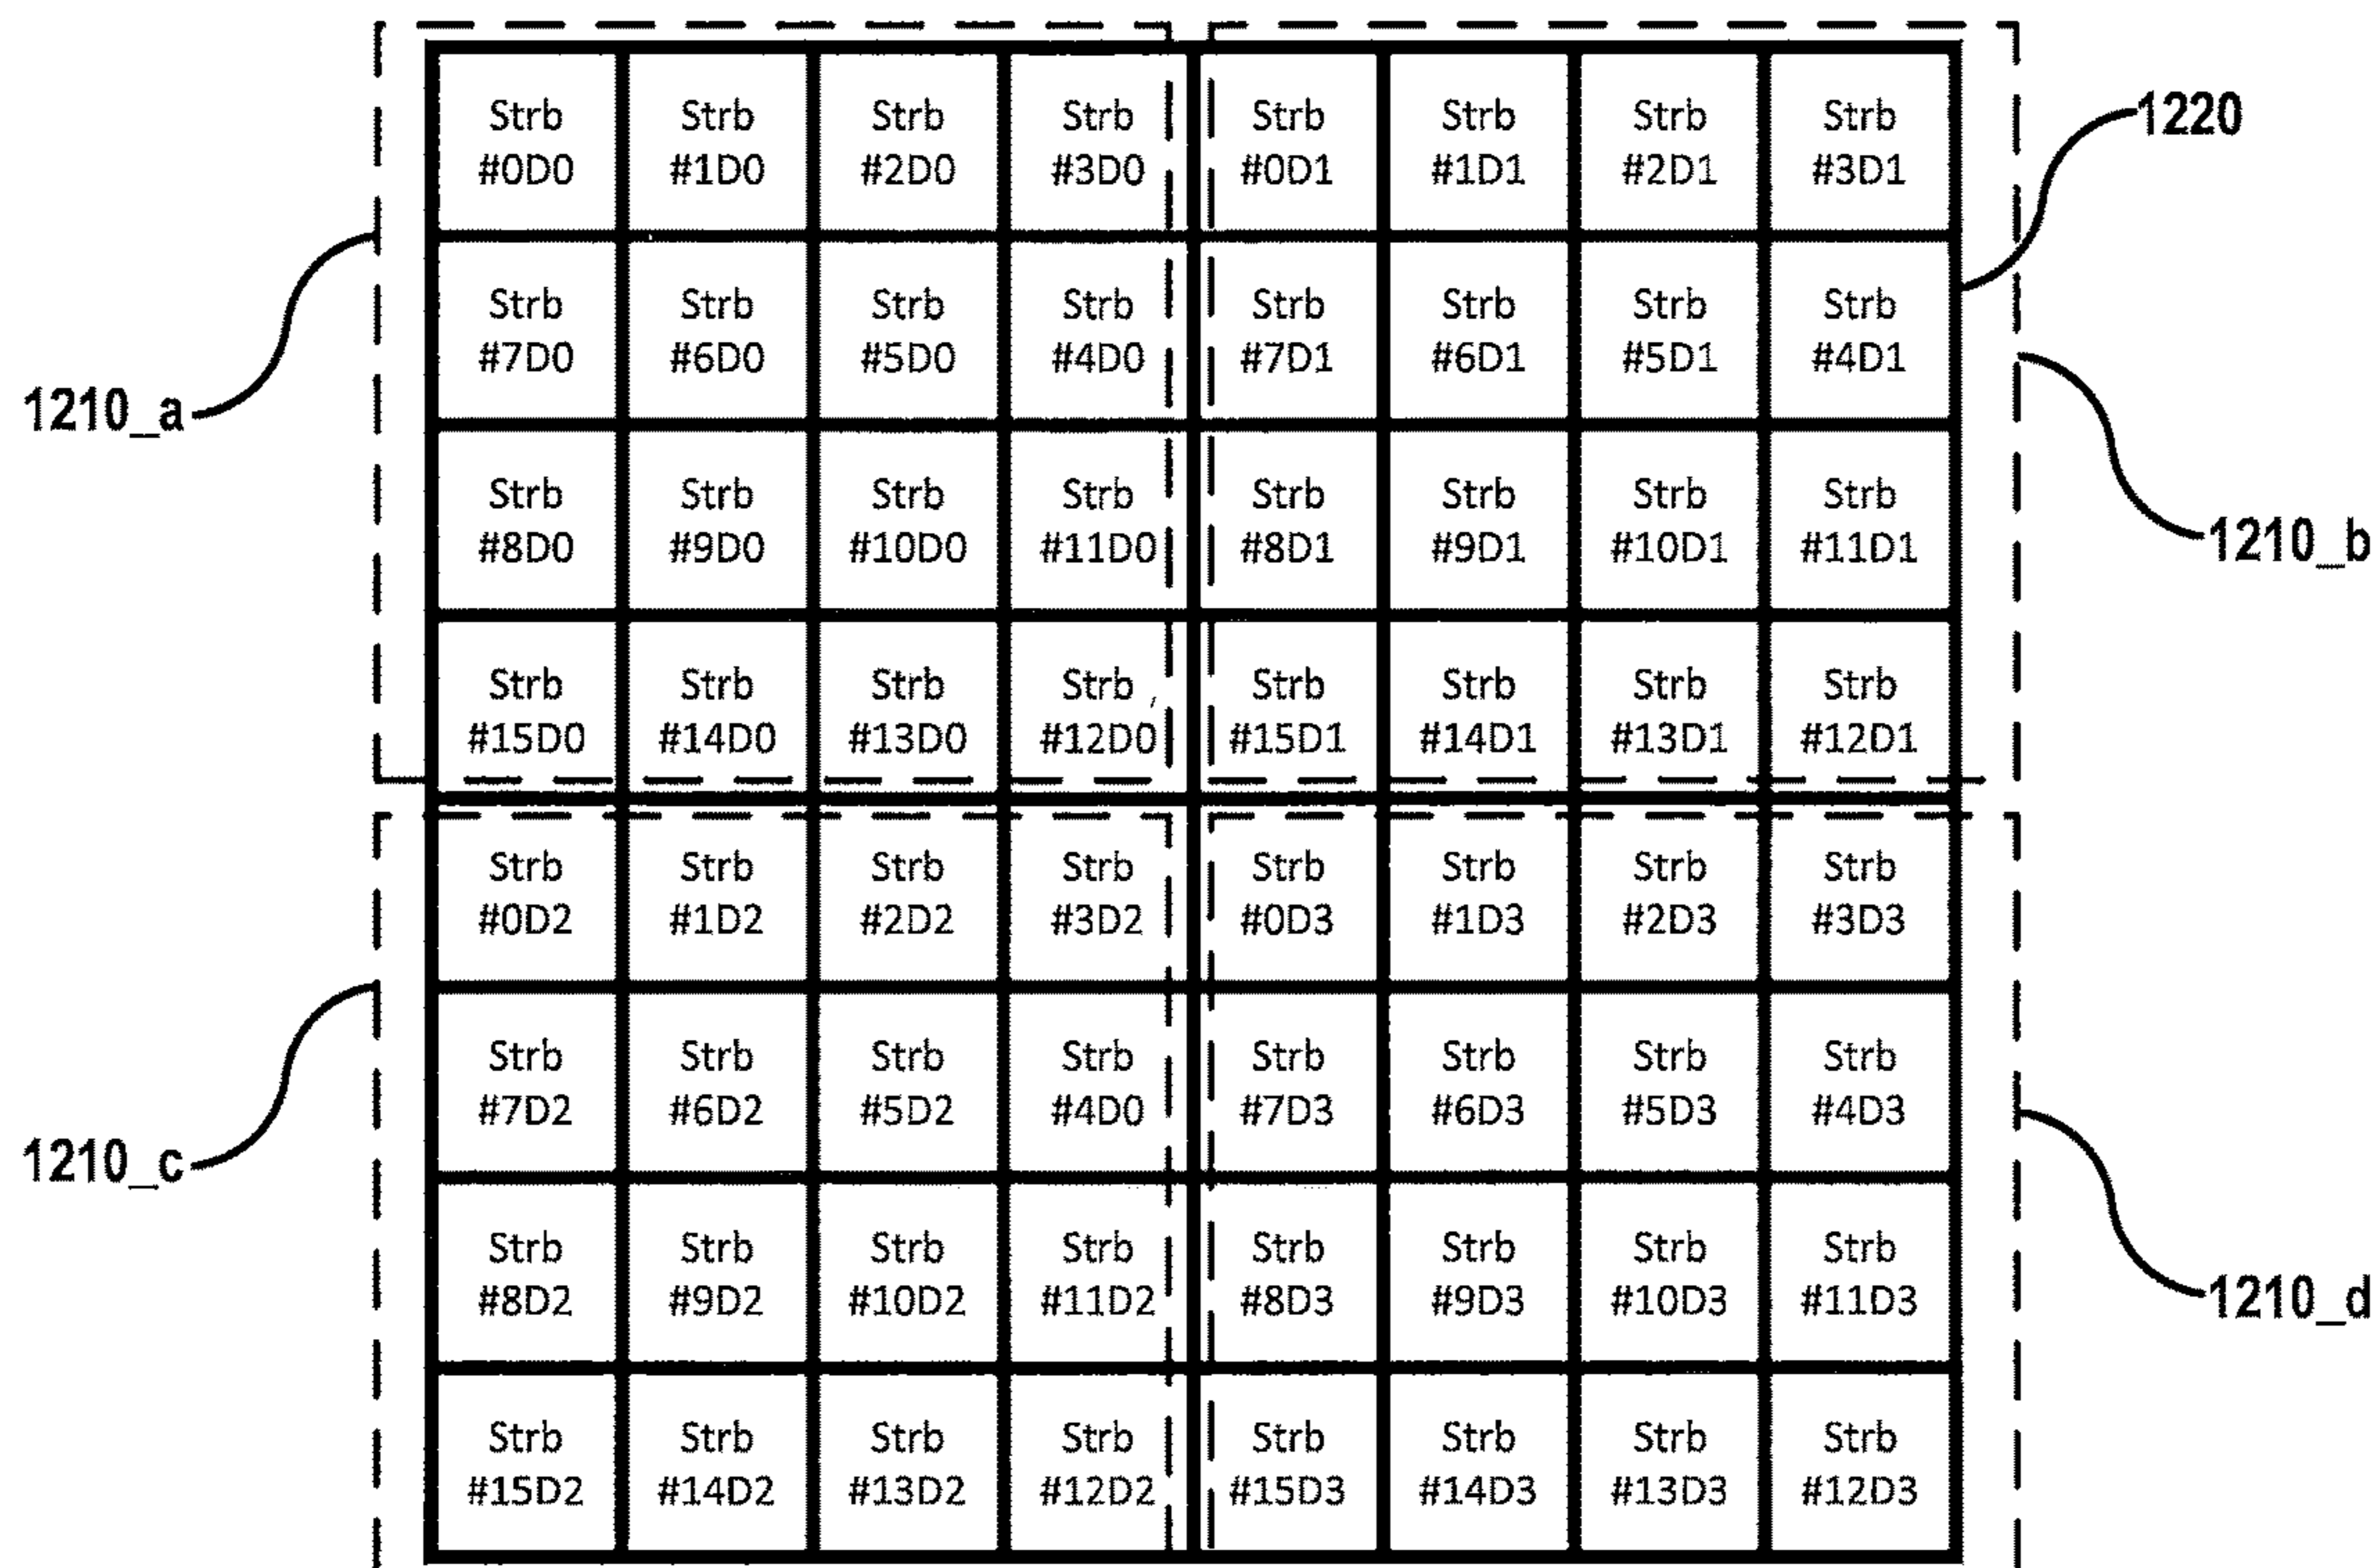 Strb Strb Strb Strb Strb Strb Strb Strb
#0D0 #1D0 #2D0 #3D0 #0D1 #1D1 #2D1 #3D1
1220
Strb Strb Strb Strb Strb Strb Strb Strb
#7D0 #6D0 #5D0 #4D0 #7D1 #6D1 #5D1 #4D1
1210_a
Strb Strb Strb Strb Strb Strb Strb Strb
#8D0 #9D0 #10D0 #11D0 #8D1 #9D1 #10D1 #11D1
1210_b
Strb Strb Strb Strb Strb Strb Strb Strb
#15D0 #14D0 #13D0 #12D0 #15D1 #14D1 #13D1 #12D1
Strb Strb Strb Strb Strb Strb Strb Strb
#0D2 #1D2 #2D2 #3D2 #0D3 #1D3 #2D3 #3D3
Strb Strb Strb Strb Strb Strb Strb Strb
#7D2 #6D2 #5D2 #4D0 #7D3 #6D3 #5D3 #4D3
1210_c
Strb Strb Strb Strb Strb Strb Strb Strb
#8D2 #9D2 #10D2 #11D2 #8D3 #9D3 #10D3 #11D3
1210_d
Strb Strb Strb Strb Strb Strb Strb Strb
#15D2 #14D2 #13D2 #12D2 #15D3 #14D3 #13D3 #12D3